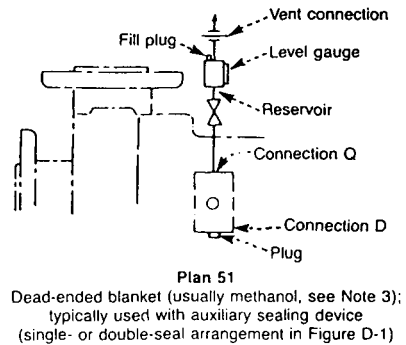 Vent connection
Fill plug
Level gauge
Reservoir
Connection Q
Connection D
Plug
Plan 51
Dead-ended blanket (usually methanol, see Note 3);
typically used with auxiliary sealing device
(single- or double-seal arrangement in Figure D-1)